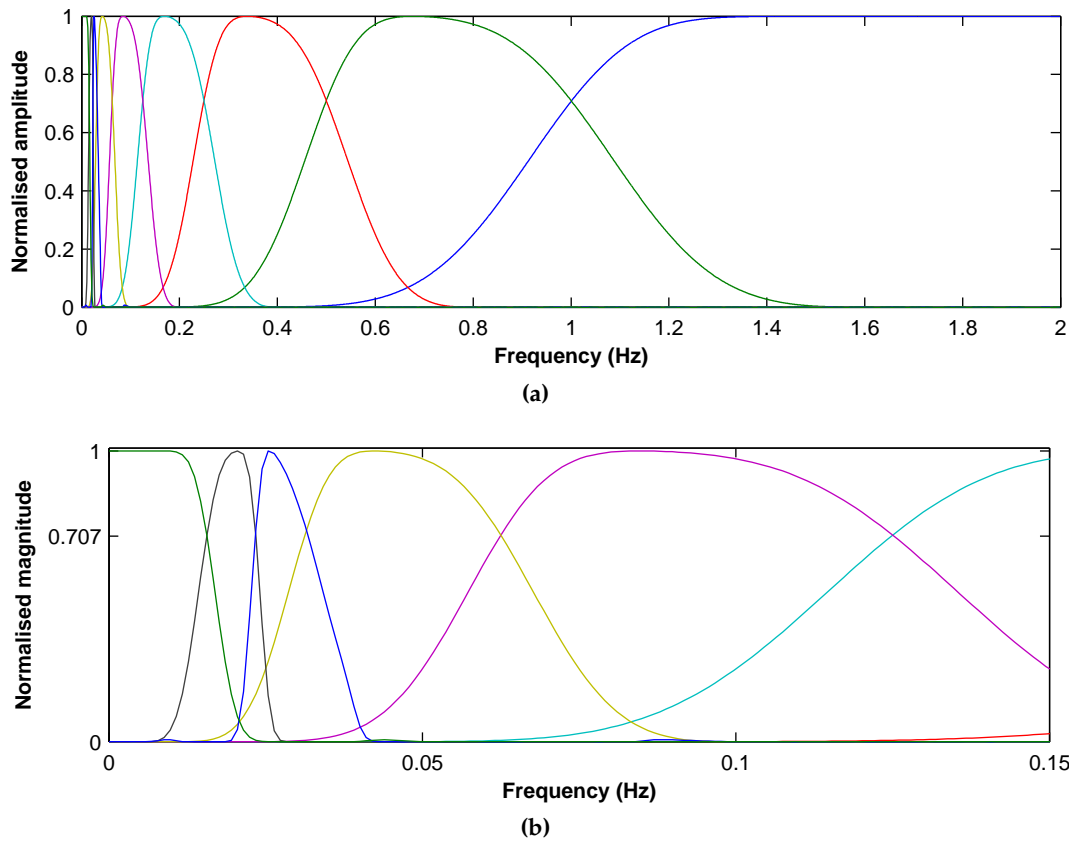 1
0.8
0.6
0.4
0.2
0
Normalised amplitude
0 0.2 0.4 0.6 0.8 1 1.2 1.4 1.6 1.8 2
Frequency (Hz)
(a)
1
0.707
0
Normalised magnitude
0 0.05 0.1 0.15
Frequency (Hz)
(b)